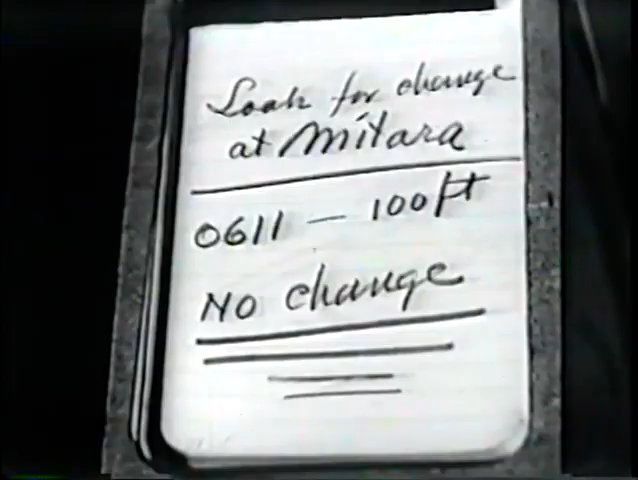 Look for change
at Mitara
0611 — 100ft
No change